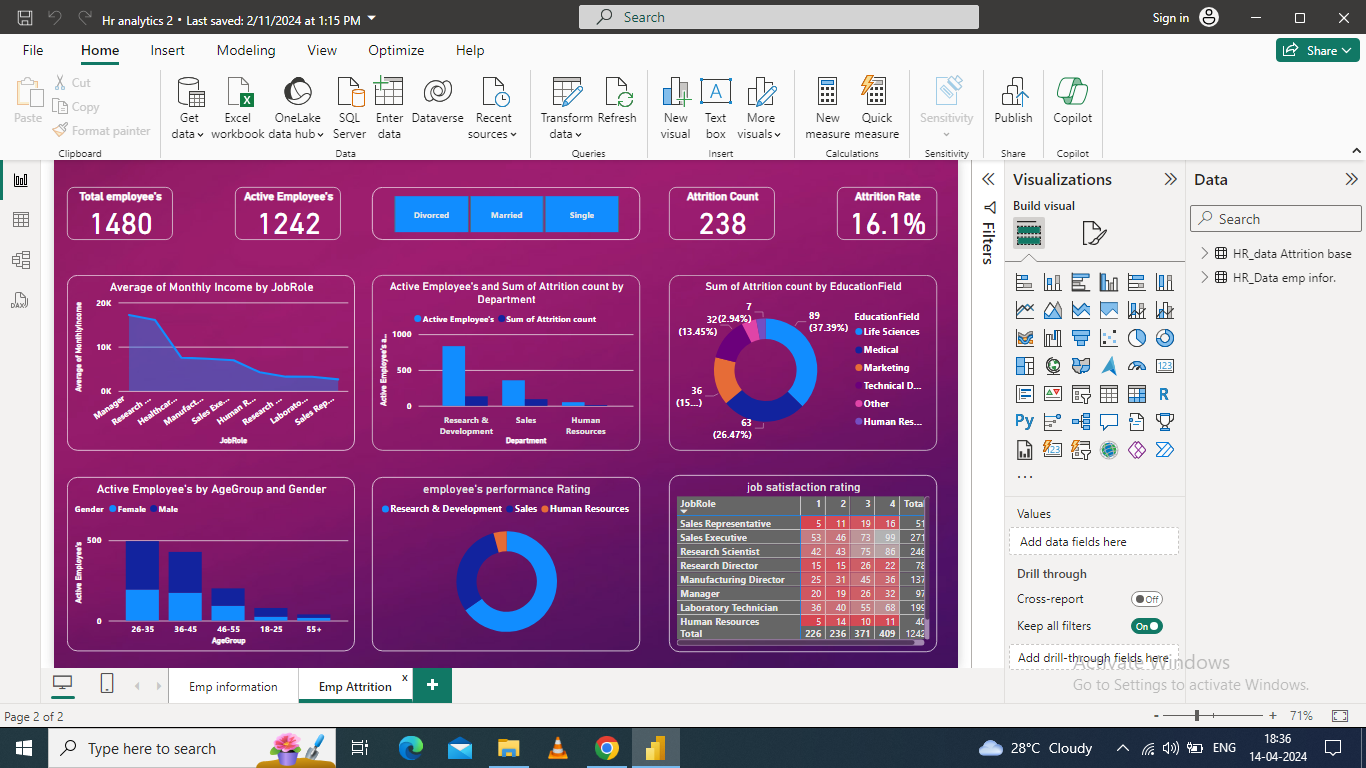 Hr analytics 2 • Last saved: 2/11/2024 at 1:15 PM
Search
Sign in
File Home Insert Modeling View Optimize Help
Share
Paste
Cut
Copy
Format painter
Clipboard
Get data
Excel workbook
OneLake data hub
SQL Server
Enter data
Dataverse
Recent sources
Data
Transform data
Refresh
Queries
New visual
Text box
More visuals
Insert
New measure
Quick measure
Calculations
Sensitivity
Sensitivity
Publish
Share
Copilot
Copilot
Total employee's
1480
Active Employee's
1242
Divorced Married Single
Attrition Count
238
Attrition Rate
16.1%
Average of Monthly Income by JobRole
Average of MonthlyIncome
20K
10K
0K
Manager
Research ...
Healthcar...
Manufact...
Sales Exe...
Human R...
Research ...
Laborato...
Sales Rep...
JobRole
Active Employee's and Sum of Attrition count by
Department
Active Employee's Sum of Attrition count
Active Employee's a...
1000
500
0
Research & Development
Sales
Human Resources
Department
Sum of Attrition count by EducationField
7
(2.94%)
32
(13.45%)
36
(15...)
63
(26.47%)
89
(37.39%)
EducationField
Life Sciences
Medical
Marketing
Technical D...
Other
Human Res...
Active Employee's by AgeGroup and Gender
Gender Female Male
Active Employee's
500
0
26-35 36-45 46-55 18-25 55+
AgeGroup
employee's performance Rating
Research & Development Sales Human Resources
job satisfaction rating
JobRole 1 2 3 4 Total
Sales Representative 5 11 19 16 51
Sales Executive 53 46 73 99 271
Research Scientist 42 43 75 86 246
Research Director 15 15 26 22 78
Manufacturing Director 25 31 45 36 137
Manager 20 19 26 32 97
Laboratory Technician 36 40 55 68 199
Human Resources 5 14 10 11 40
Total 226 236 371 409 1242
Filters
Visualizations
Build visual
123
R
Py
123
...
Values
Add data fields here
Drill through
Cross-report
Off
Keep all filters
On
Add drill-through fields here
Data
Search
HR_data Attrition base
HR_Data emp infor.
Activate Windows
Go to Settings to activate Windows.
DAX
Emp information
Emp Attrition
x
+
Page 2 of 2
- + 71%
Type here to search
28°C Cloudy
ENG
18:36
14-04-2024